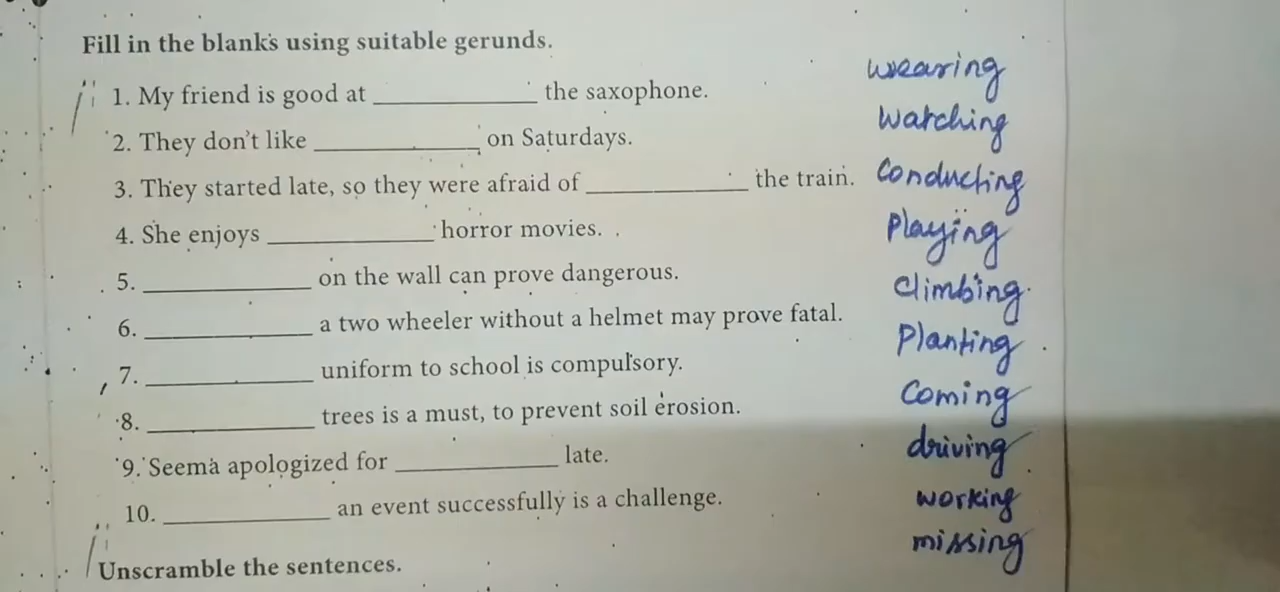 Fill in the blanks using suitable gerunds.
1. My friend is good at ____________ the saxophone.
2. They don't like ____________ on Saturdays.
3. They started late, so they were afraid of ____________ the train.
4. She enjoys ____________ horror movies.
5. ____________ on the wall can prove dangerous.
6. ____________ a two wheeler without a helmet may prove fatal.
7. ____________ uniform to school is compulsory.
8. ____________ trees is a must, to prevent soil erosion.
9. Seema apologized for ____________ late.
10. ____________ an event successfully is a challenge.
Unscramble the sentences.
wearing
watching
Conducting
Playing
Climbing
Planting
Coming
driving
working
missing